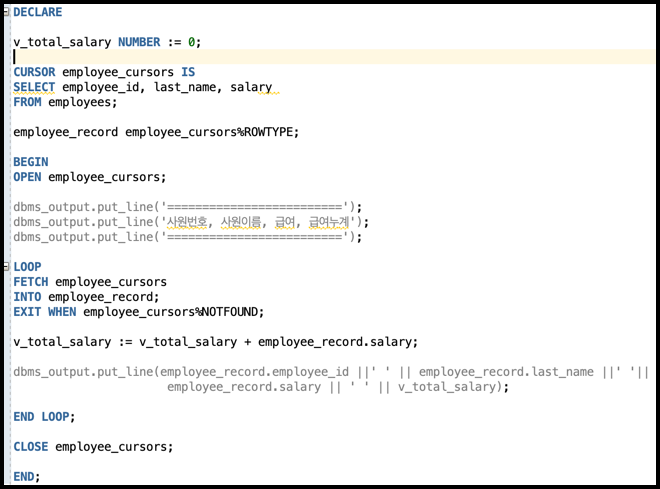 DECLARE
v_total_salary NUMBER := 0;
CURSOR employee_cursors IS
SELECT employee_id, last_name, salary
FROM employees;
employee_record employee_cursors%ROWTYPE;
BEGIN
OPEN employee_cursors;
dbms_output.put_line('=========================');
dbms_output.put_line('사원번호, 사원이름, 급여, 급여누계');
dbms_output.put_line('=========================');
LOOP
FETCH employee_cursors
INTO employee_record;
EXIT WHEN employee_cursors%NOTFOUND;
v_total_salary := v_total_salary + employee_record.salary;
dbms_output.put_line(employee_record.employee_id ||' ' || employee_record.last_name ||' '||
employee_record.salary || ' ' || v_total_salary);
END LOOP;
CLOSE employee_cursors;
END;